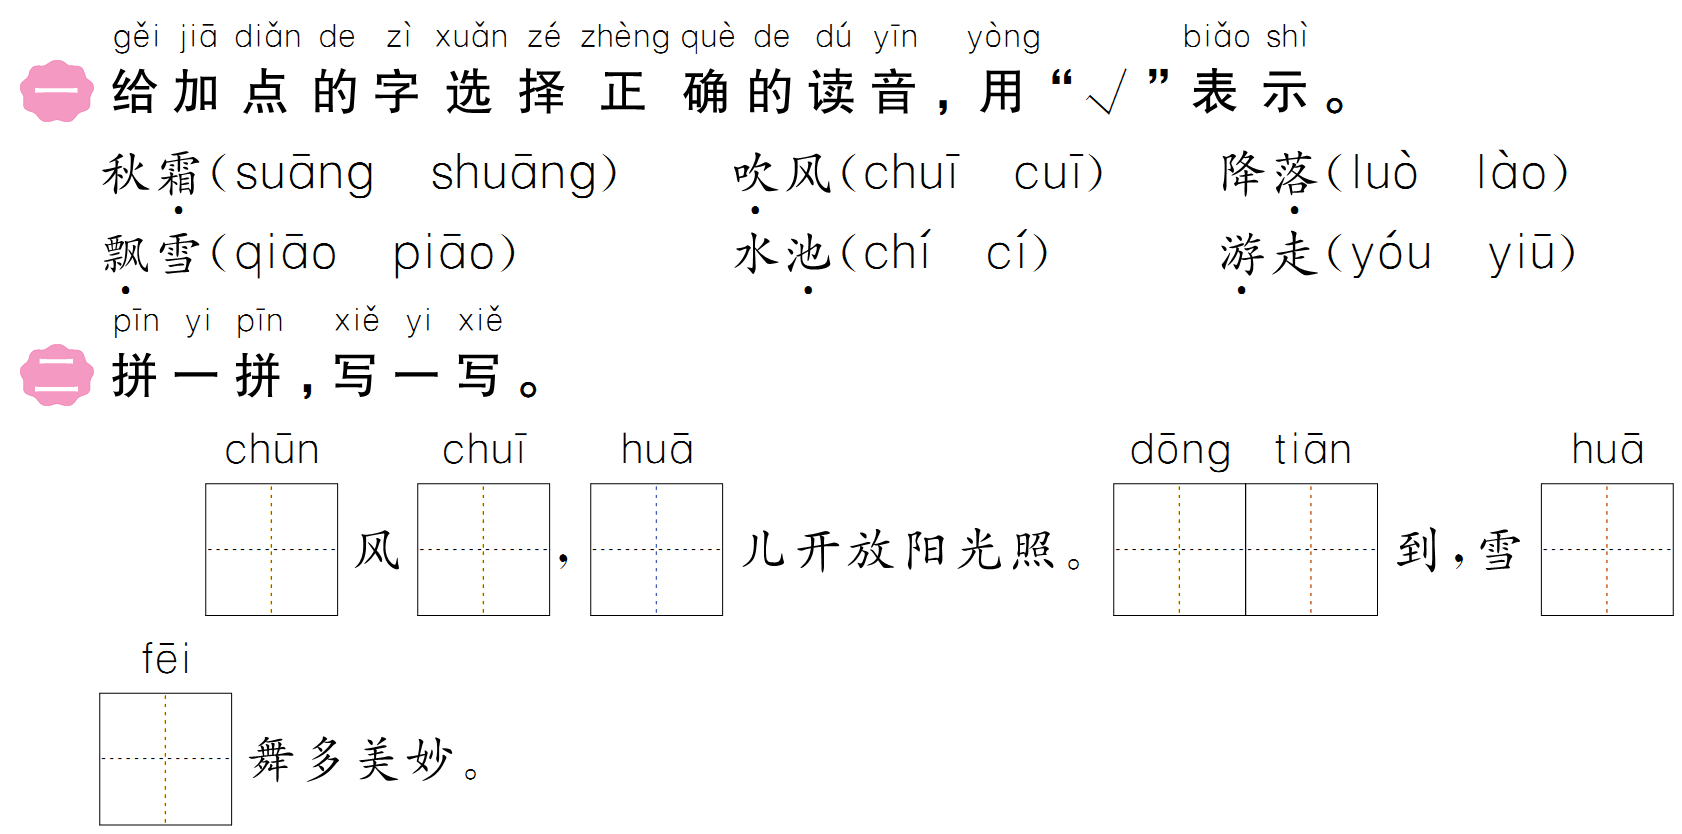 gěi jiā diǎn de zì xuǎn zé zhèng què de dú yīn yòng biǎo shì
一 给加点的字选择正确的读音，用“√”表示。
秋霜(suāng shuāng) 吹风(chuī cuī) 降落(luò lào)
飘雪(qiāo piāo) 水池(chí cí) 游走(yóu yiū)
pīn yi pīn xiě yi xiě
二 拼一拼，写一写。
chūn chuī huā dōng tiān huā
风 ， 儿开放阳光照。 到，雪
fēi
舞多美妙。